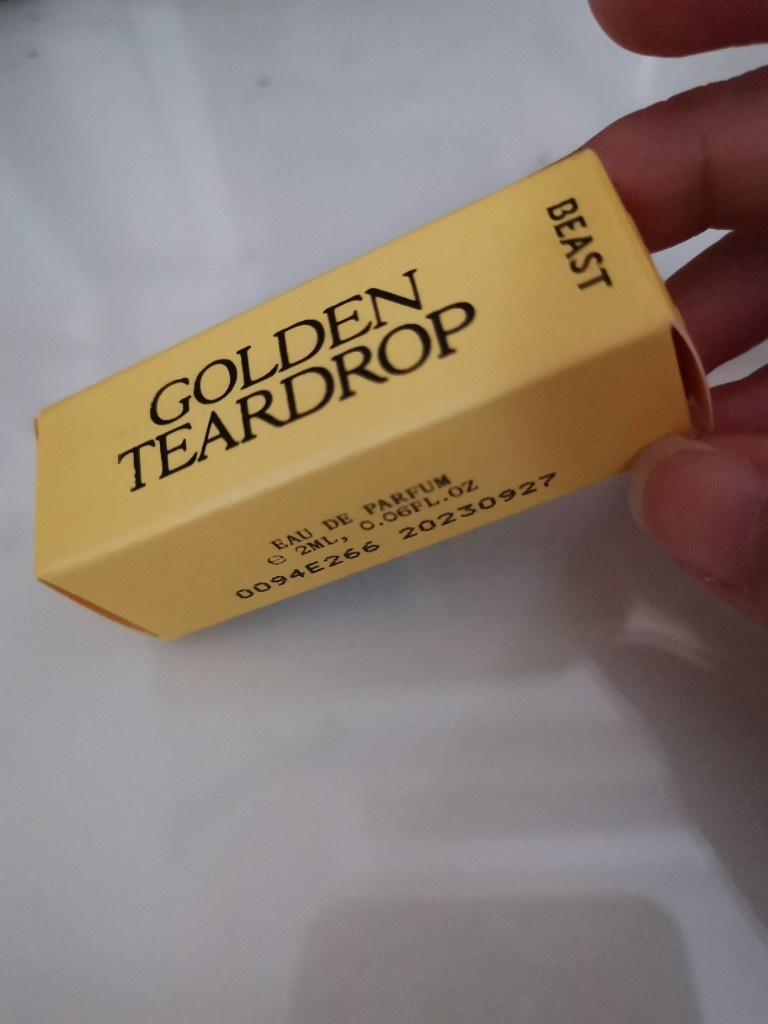 BEAST
GOLDEN
TEARDROP
EAU DE PARFUM
℮ 2ML, 0.06FL.OZ
0094E266 20230927